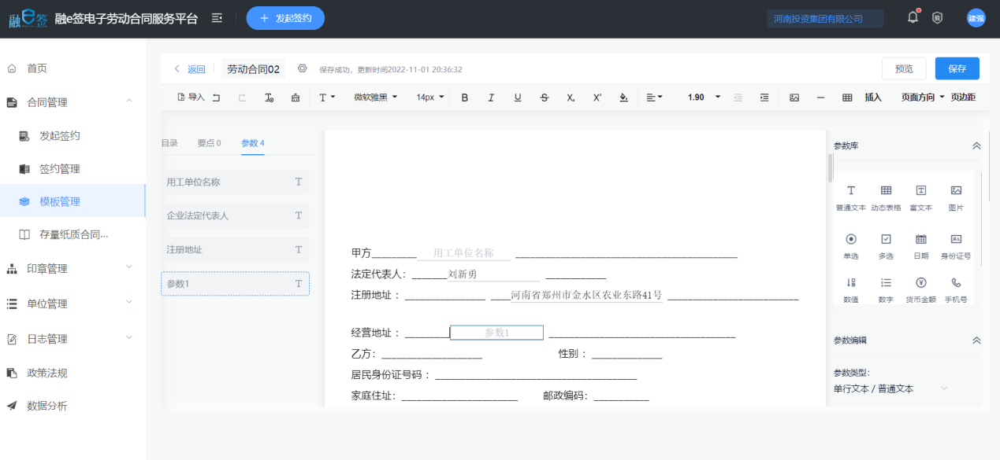 融e签 融e签电子劳动合同服务平台 + 发起签约 河南投资集团有限公司 建强
首页
合同管理
发起签约
签约管理
模板管理
存量纸质合同...
印章管理
单位管理
日志管理
政策法规
数据分析
返回 劳动合同02 保存成功，更新时间2022-11-01 20:36:32 预览 保存
导入 T 微软雅黑 14px B I U S X, X' 1.90 插入 页面方向 页边距
目录 要点 0 参数 4
用工单位名称 T
企业法定代表人 T
注册地址 T
参数1 T
甲方_________ 用工单位名称 ____________________________________________
法定代表人：_______刘新勇 ____________
注册地址 ：________________ ____河南省郑州市金水区农业东路41号 __________________________
经营地址 ：_________ 参数1 _____________________________________
乙方：____________________ 性别 ：______________
居民身份证号码 ：________________________________________
家庭住址：_______________________ 邮政编码：___________
参数库
普通文本 动态表格 富文本 图片
单选 多选 日期 身份证号
数值 数字 货币金额 手机号
参数编辑
参数类型：
单行文本 / 普通文本